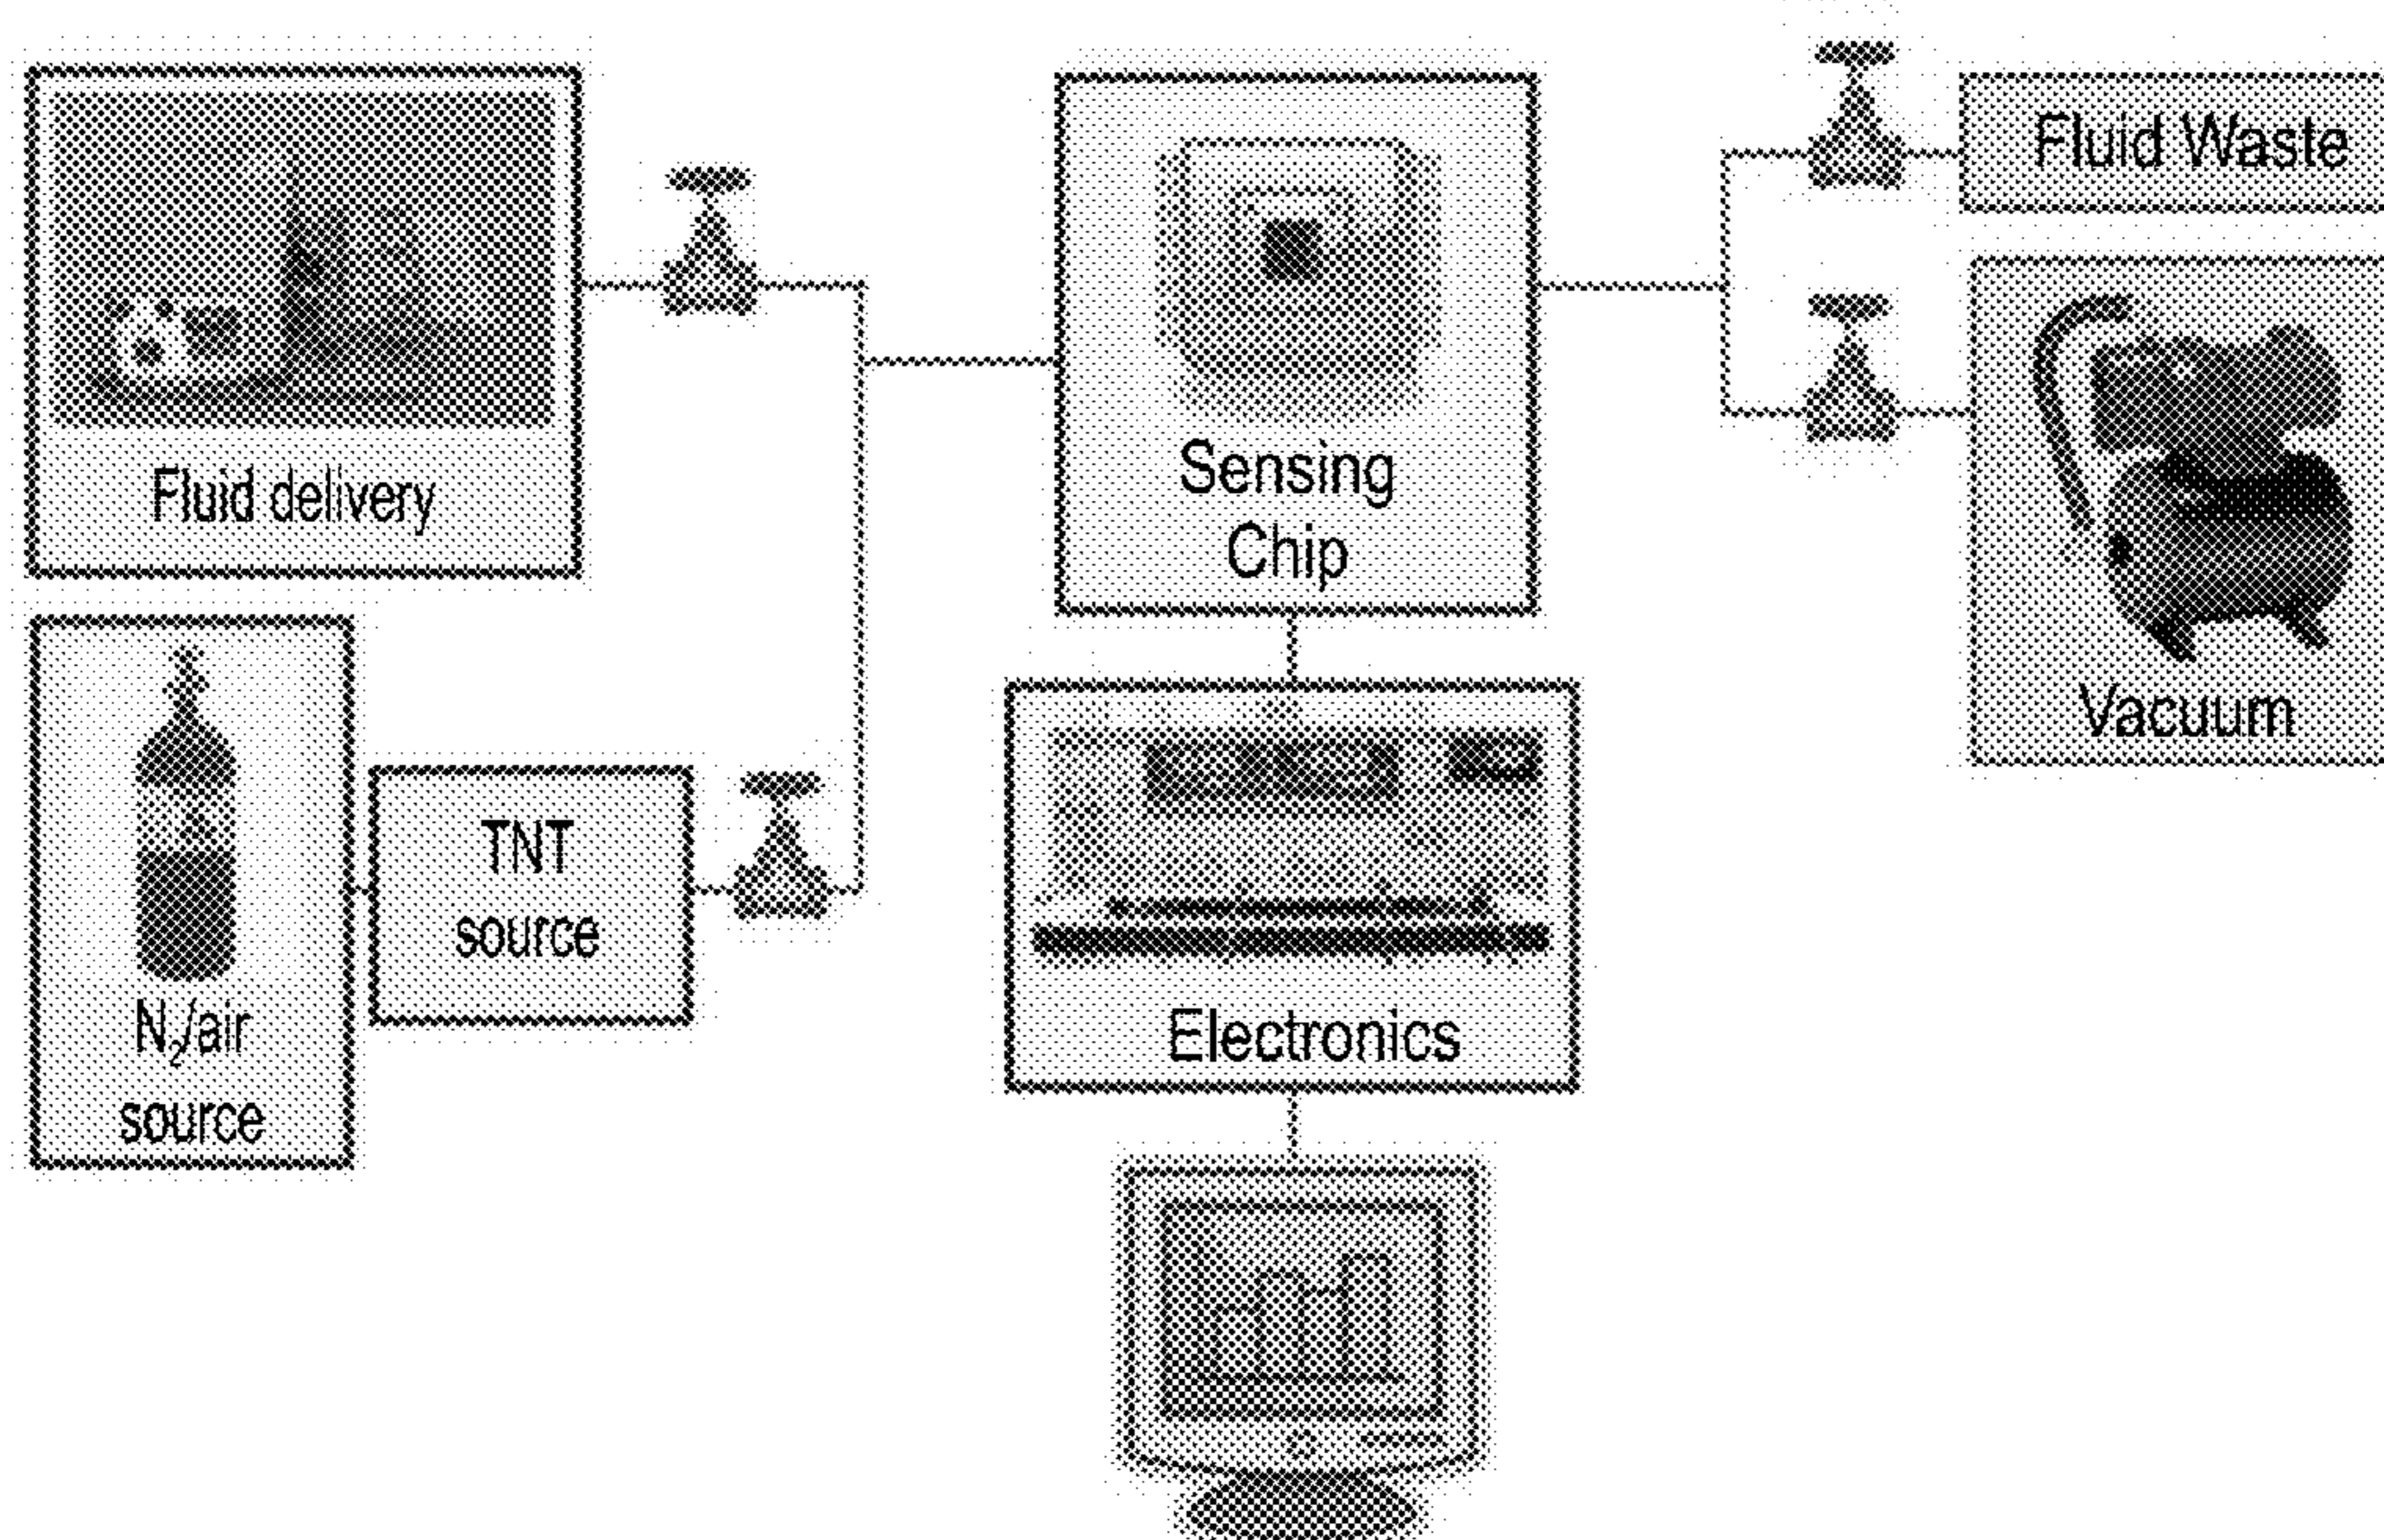 Fluid delivery
Sensing
Chip
Fluid Waste
Vacuum
N₂/air
source
TNT
source
Electronics